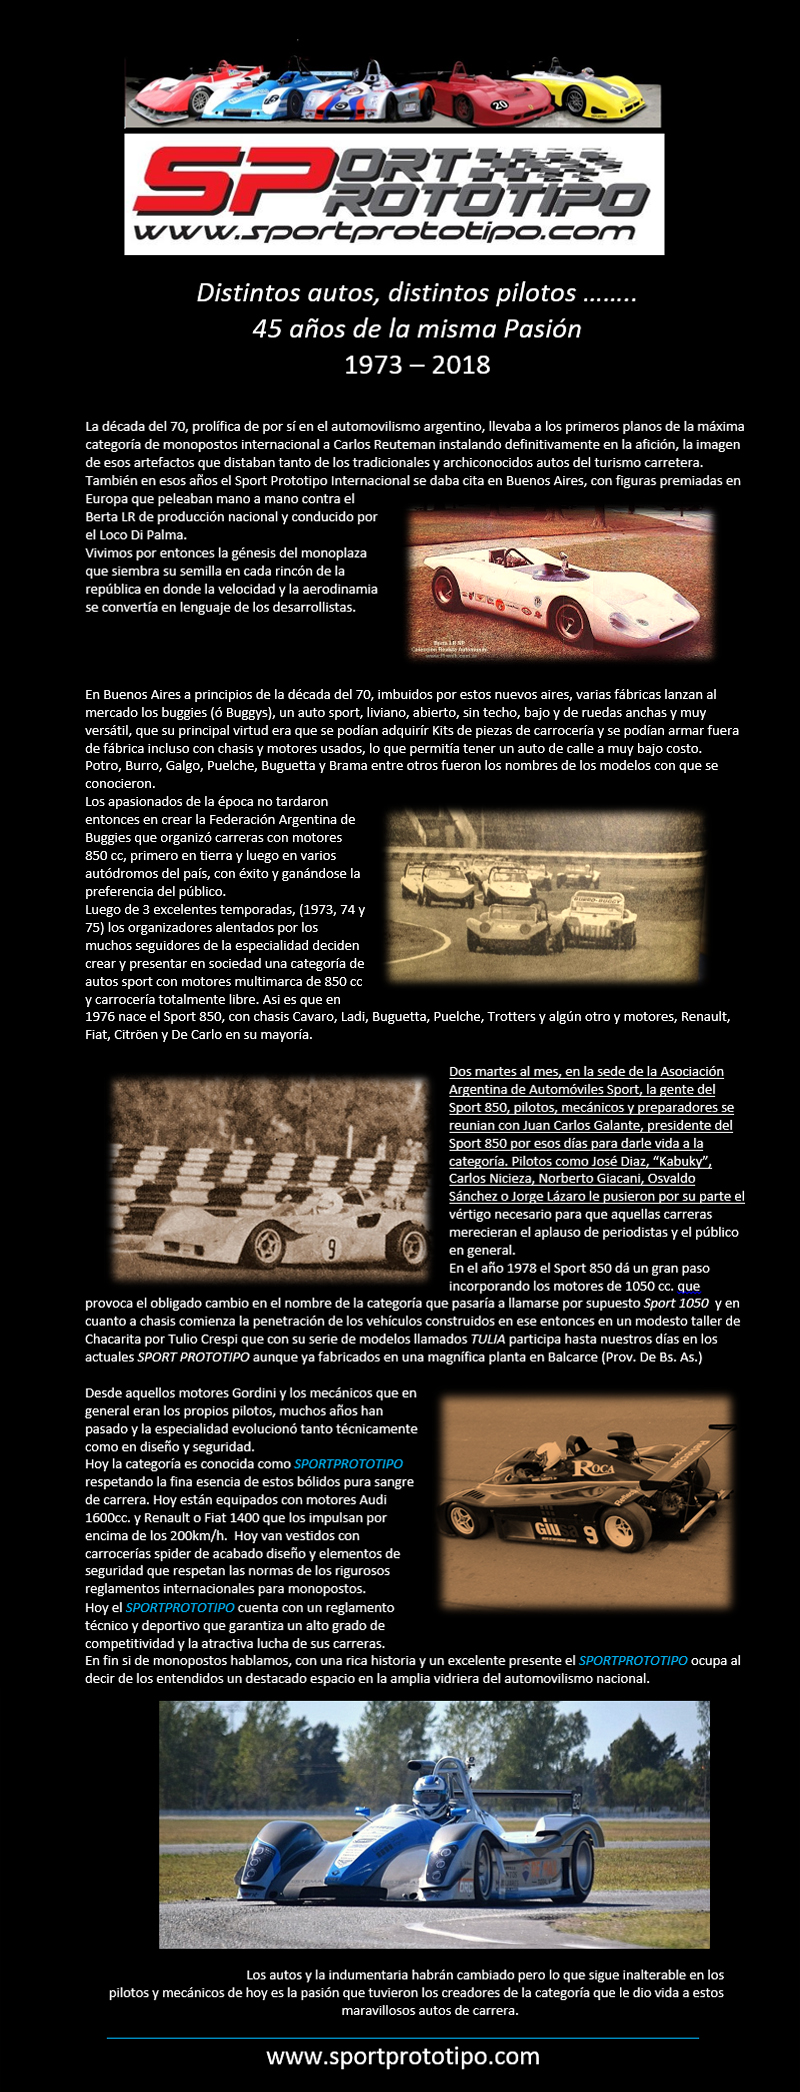 SPORT
PROTOTIPO
www.sportprototipo.com
Distintos autos, distintos pilotos ……..
45 años de la misma Pasión
1973 – 2018
La década del 70, prolífica de por sí en el automovilismo argentino, llevaba a los primeros planos de la máxima
categoría de monopostos internacional a Carlos Reuteman instalando definitivamente en la afición, la imagen
de esos artefactos que distaban tanto de los tradicionales y archiconocidos autos del turismo carretera.
También en esos años el Sport Prototipo Internacional se daba cita en Buenos Aires, con figuras premiadas en
Europa que peleaban mano a mano contra el
Berta LR de producción nacional y conducido por
el Loco Di Palma.
Vivimos por entonces la génesis del monoplaza
que siembra su semilla en cada rincón de la
república en donde la velocidad y la aerodinamia
se convertía en lenguaje de los desarrollistas.
En Buenos Aires a principios de la década del 70, imbuidos por estos nuevos aires, varias fábricas lanzan al
mercado los buggies (ó Buggys), un auto sport, liviano, abierto, sin techo, bajo y de ruedas anchas y muy
versátil, que su principal virtud era que se podían adquirír Kits de piezas de carrocería y se podían armar fuera
de fábrica incluso con chasis y motores usados, lo que permitía tener un auto de calle a muy bajo costo.
Potro, Burro, Galgo, Puelche, Buguetta y Brama entre otros fueron los nombres de los modelos con que se
conocieron.
Los apasionados de la época no tardaron
entonces en crear la Federación Argentina de
Buggies que organizó carreras con motores
850 cc, primero en tierra y luego en varios
autódromos del país, con éxito y ganándose la
preferencia del público.
Luego de 3 excelentes temporadas, (1973, 74 y
75) los organizadores alentados por los
muchos seguidores de la especialidad deciden
crear y presentar en sociedad una categoría de
autos sport con motores multimarca de 850 cc
y carrocería totalmente libre. Asi es que en
1976 nace el Sport 850, con chasis Cavaro, Ladi, Buguetta, Puelche, Trotters y algún otro y motores, Renault,
Fiat, Citröen y De Carlo en su mayoría.
Dos martes al mes, en la sede de la Asociación
Argentina de Automóviles Sport, la gente del
Sport 850, pilotos, mecánicos y preparadores se
reunian con Juan Carlos Galante, presidente del
Sport 850 por esos días para darle vida a la
categoría. Pilotos como José Diaz, “Kabuky”,
Carlos Nicieza, Norberto Giacani, Osvaldo
Sánchez o Jorge Lázaro le pusieron por su parte el
vértigo necesario para que aquellas carreras
merecieran el aplauso de periodistas y el público
en general.
En el año 1978 el Sport 850 dá un gran paso
incorporando los motores de 1050 cc. que
provoca el obligado cambio en el nombre de la categoría que pasaría a llamarse por supuesto Sport 1050 y en
cuanto a chasis comienza la penetración de los vehículos construidos en ese entonces en un modesto taller de
Chacarita por Tulio Crespi que con su serie de modelos llamados TULIA participa hasta nuestros días en los
actuales SPORT PROTOTIPO aunque ya fabricados en una magnífica planta en Balcarce (Prov. De Bs. As.)
9
Desde aquellos motores Gordini y los mecánicos que en
general eran los propios pilotos, muchos años han
pasado y la especialidad evolucionó tanto técnicamente
como en diseño y seguridad.
Hoy la categoría es conocida como SPORTPROTOTIPO
respetando la fina esencia de estos bólidos pura sangre
de carrera. Hoy están equipados con motores Audi
1600cc. y Renault o Fiat 1400 que los impulsan por
encima de los 200km/h. Hoy van vestidos con
carrocerías spider de acabado diseño y elementos de
seguridad que respetan las normas de los rigurosos
reglamentos internacionales para monopostos.
Hoy el SPORTPROTOTIPO cuenta con un reglamento
técnico y deportivo que garantiza un alto grado de
competitividad y la atractiva lucha de sus carreras.
En fin si de monopostos hablamos, con una rica historia y un excelente presente el SPORTPROTOTIPO ocupa al
decir de los entendidos un destacado espacio en la amplia vidriera del automovilismo nacional.
ROCA
9
Los autos y la indumentaria habrán cambiado pero lo que sigue inalterable en los
pilotos y mecánicos de hoy es la pasión que tuvieron los creadores de la categoría que le dio vida a estos
maravillosos autos de carrera.
www.sportprototipo.com